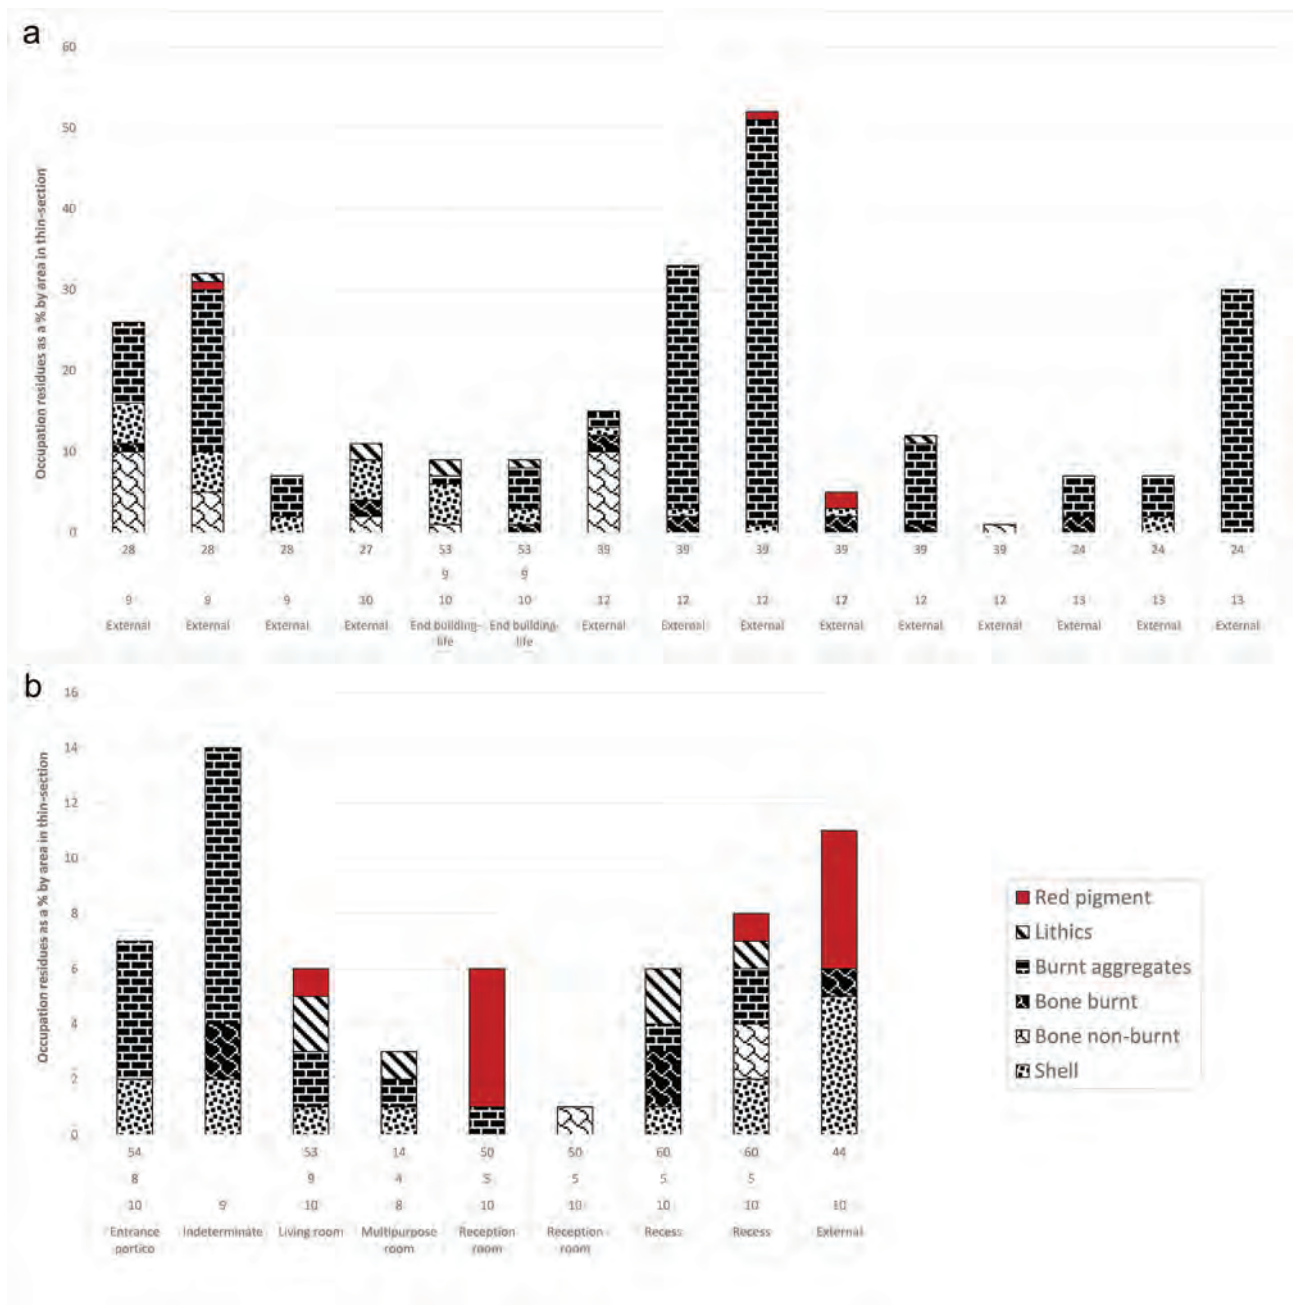 a
Occupation residues as a % by area in thin-section
60
50
40
30
20
10
0
28 28 28 27 53 53 39 39 39 39 39 39 24 24 24
9 9
9 9 9 10 10 10 12 12 12 12 12 12 13 13 13
External External External External End building- End building- External External External External External External External External External
life life
b
Occupation residues as a % by area in thin-section
16
14
12
10
8
6
4
2
0
54 53 14 50 50 60 60 44
8 9 4 5 5 5 5
10 9 10 8 10 10 10 10 10
Entrance Indeterminate Living room Multipurpose Reception Reception Recess Recess External
portico room room room
Red pigment
Lithics
Burnt aggregates
Bone burnt
Bone non-burnt
Shell